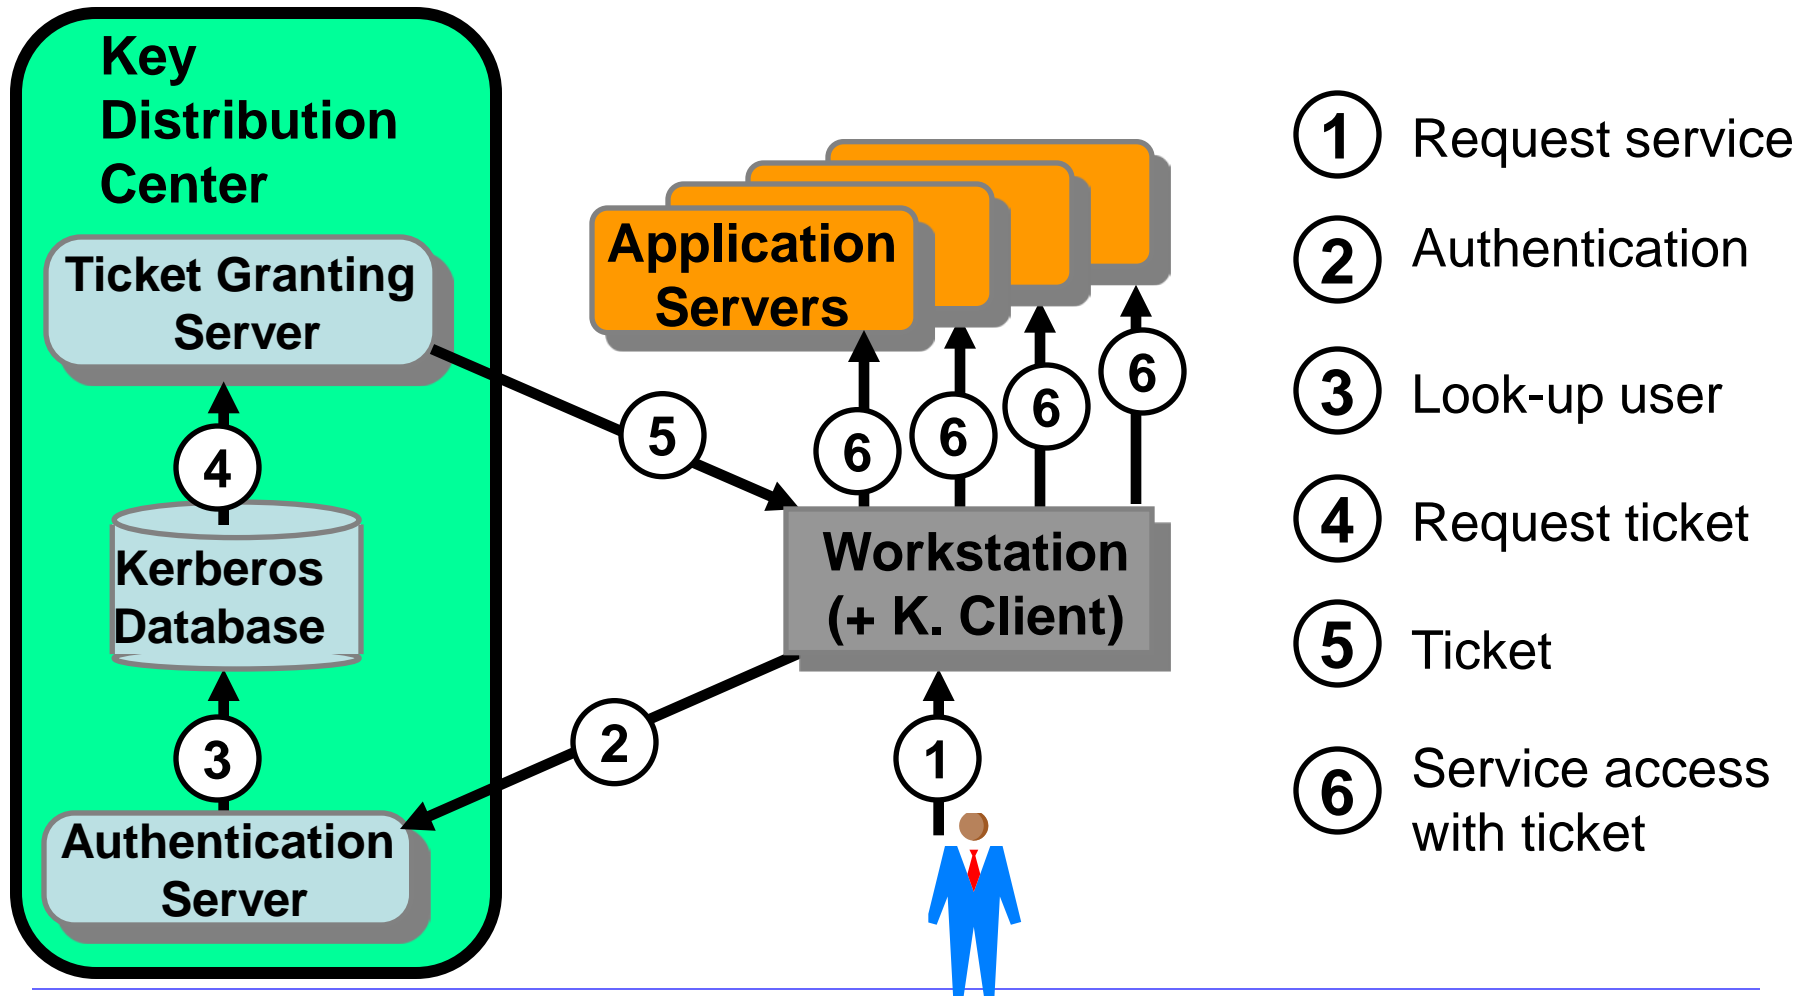 Key
Distribution
Center
Ticket Granting
Server
4
Kerberos
Database
3
Authentication
Server
5
2
Application
Servers
6
6
6
6
Workstation
(+ K. Client)
1
1 Request service
2 Authentication
3 Look-up user
4 Request ticket
5 Ticket
6 Service access
with ticket